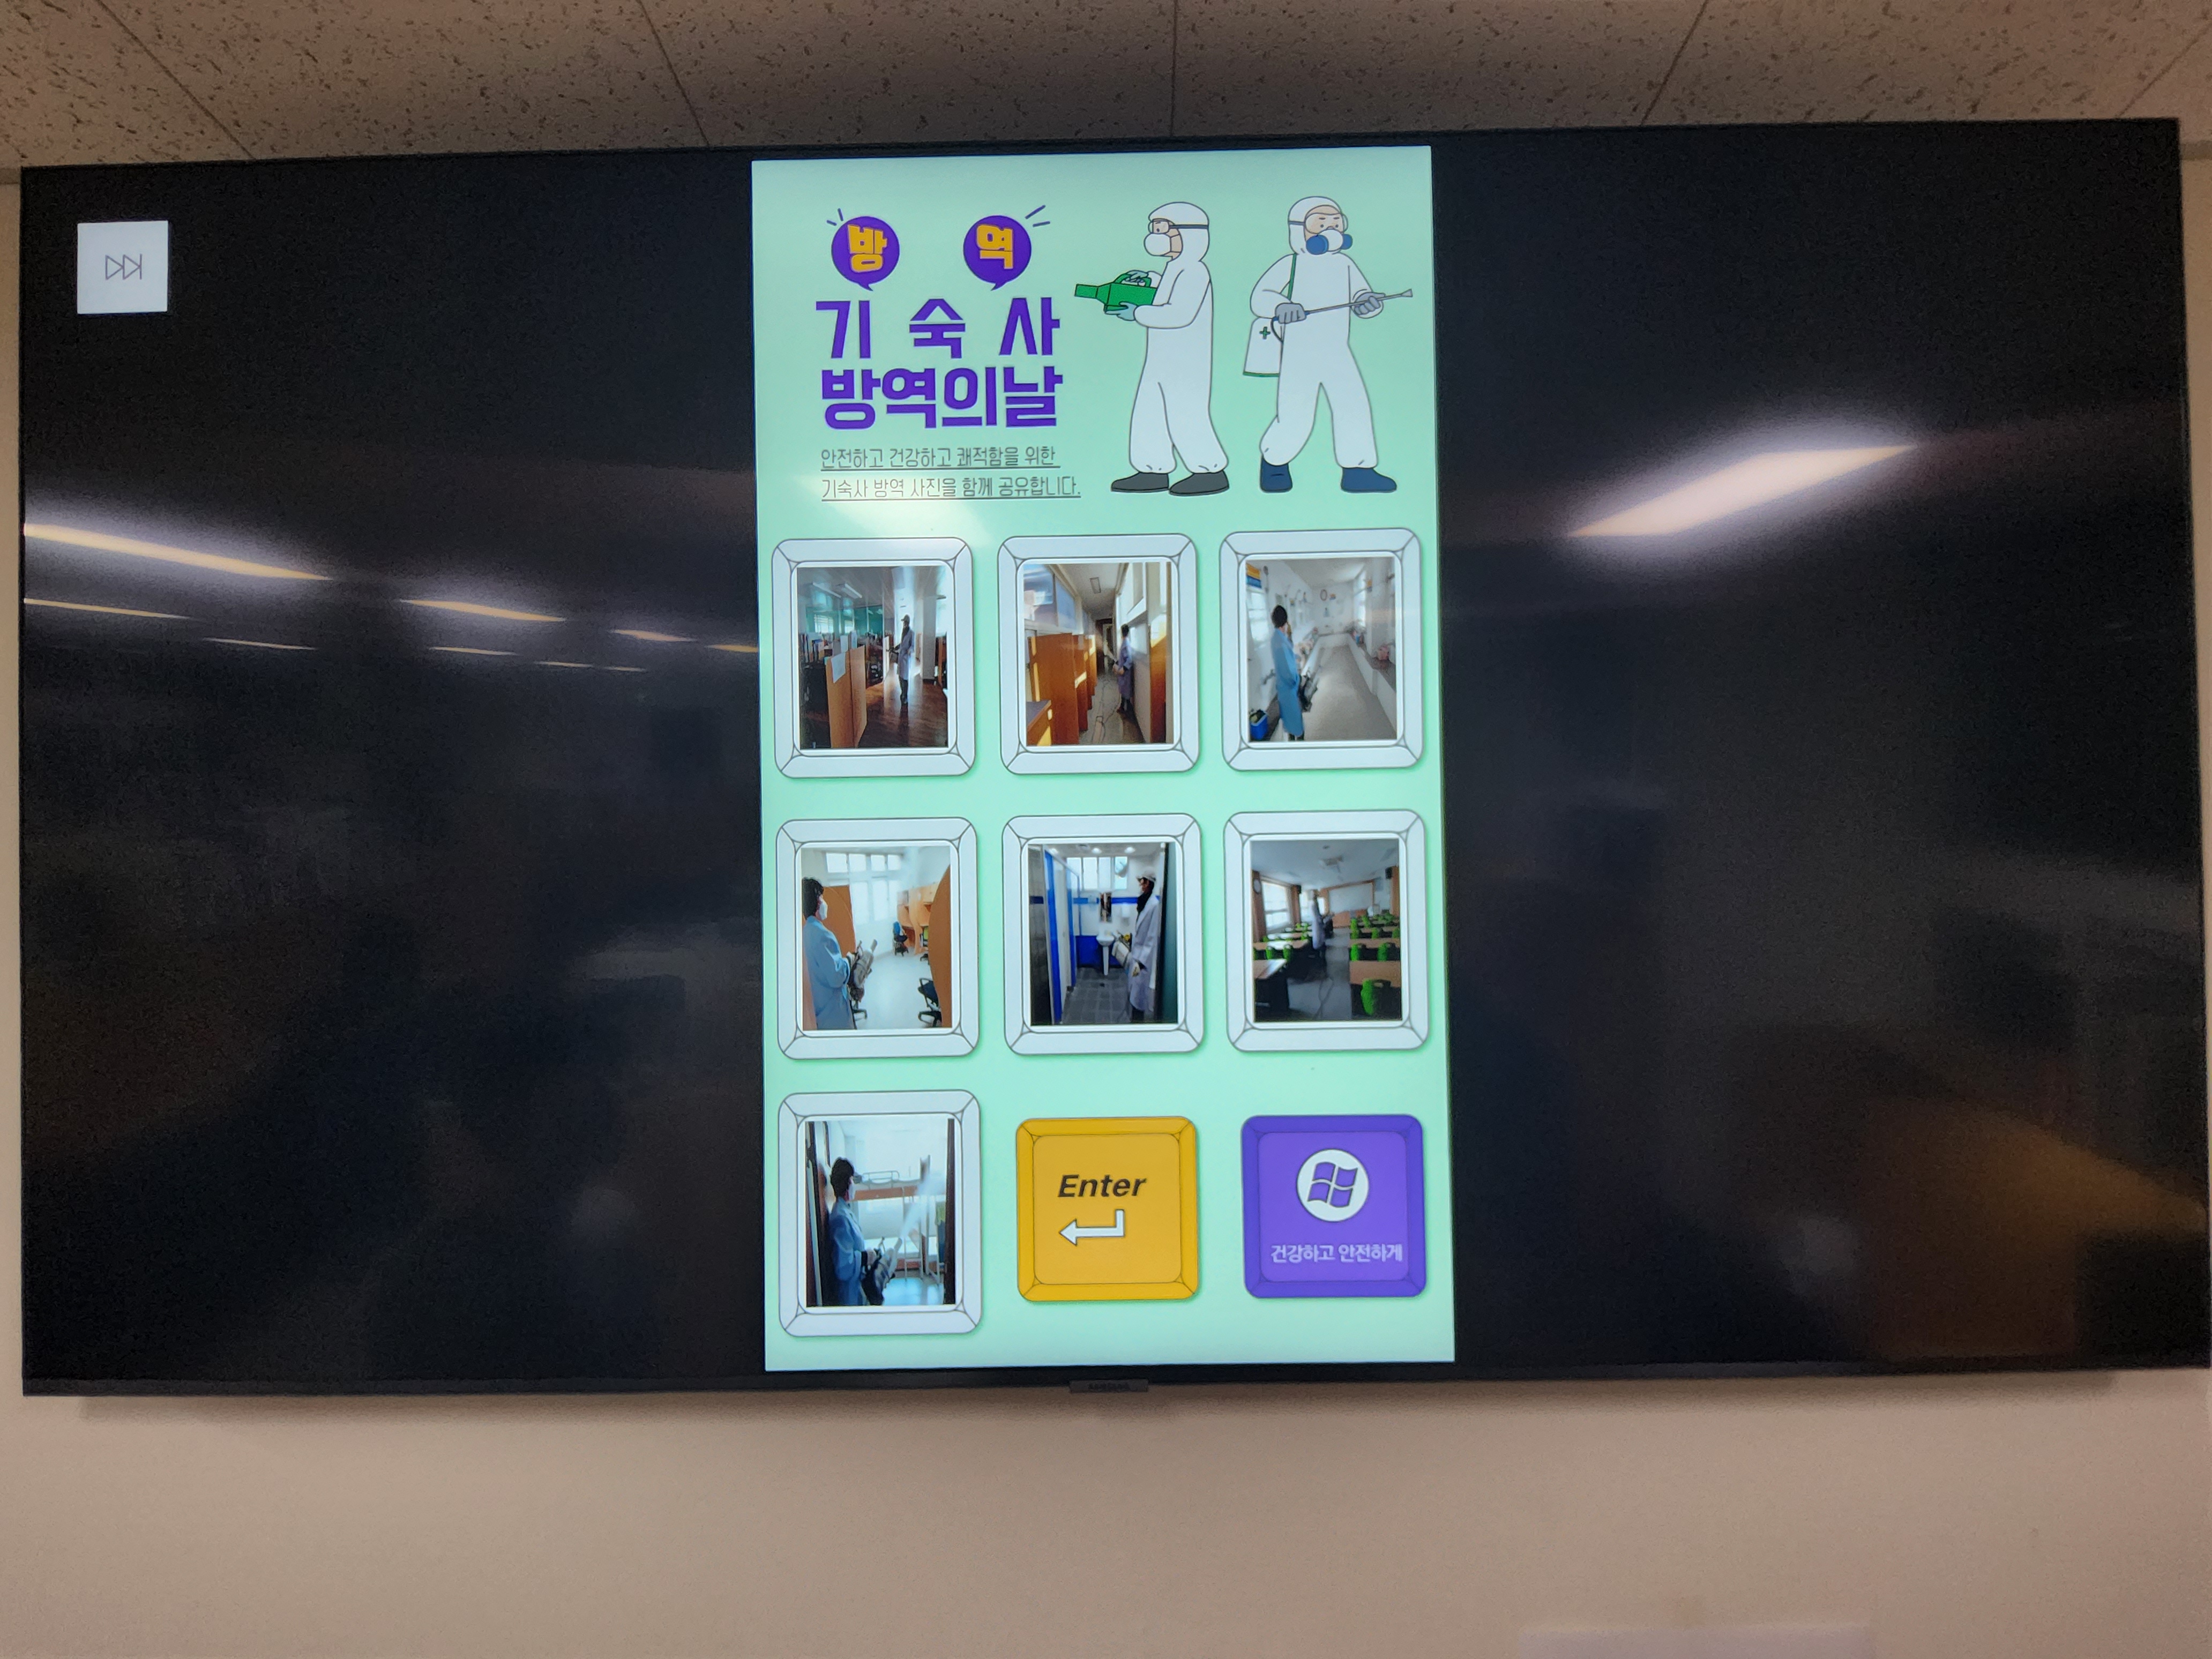 방 역
기 숙 사
방역의날
안전하고 건강하고 쾌적함을 위한
기숙사 방역 사진을 함께 공유합니다.
Enter
건강하고 안전하게